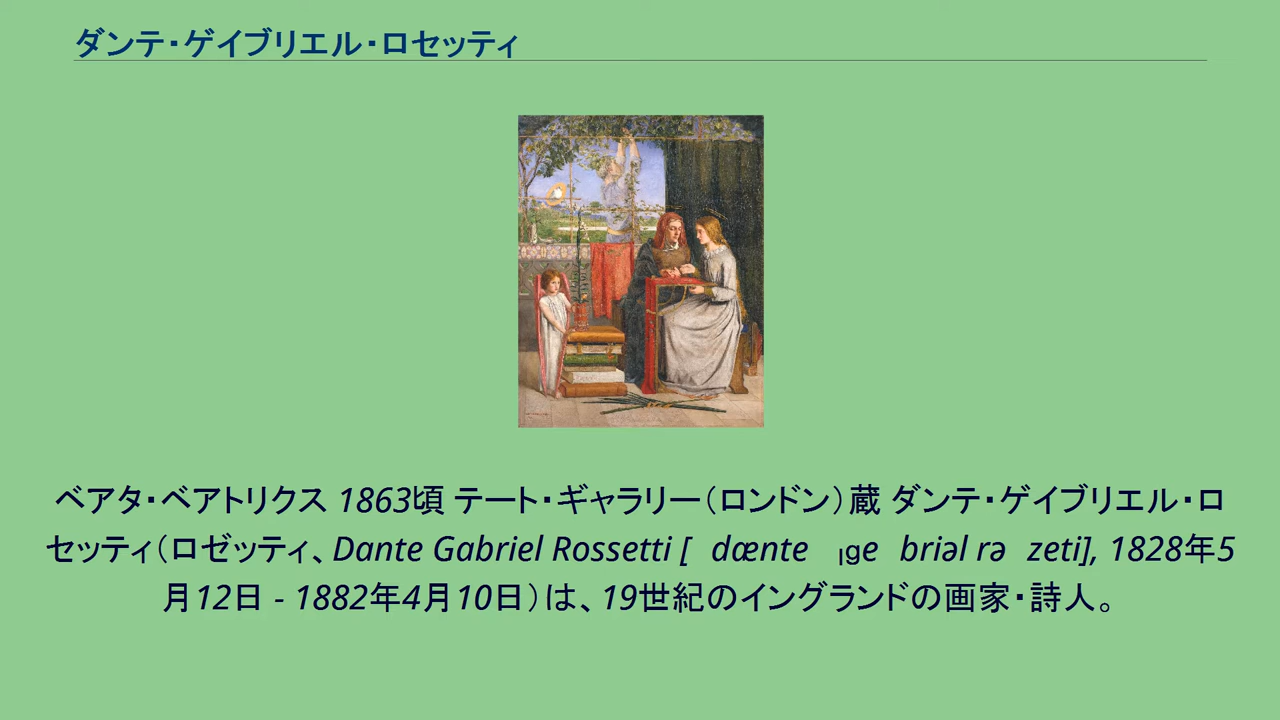 ダンテ・ゲイブリエル・ロセッティ
ベアタ・ベアトリクス 1863頃 テート・ギャラリー（ロンドン）蔵 ダンテ・ゲイブリエル・ロ
セッティ（ロゼッティ、Dante Gabriel Rossetti [ dœnte ˌɡe briəl rə zeti], 1828年5
月12日 - 1882年4月10日）は、19世紀のイングランドの画家・詩人。